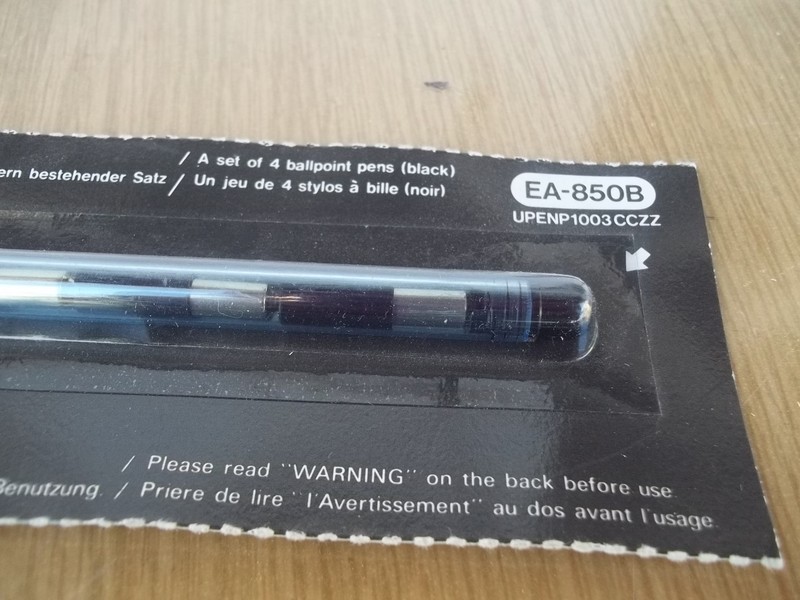 / A set of 4 ballpoint pens (black)
ern bestehender Satz / Un jeu de 4 stylos à bille (noir)
EA-850B
UPENP1003CCZZ
/ Please read "WARNING" on the back before use.
Benutzung. / Priere de lire "l'Avertissement" au dos avant l'usage.